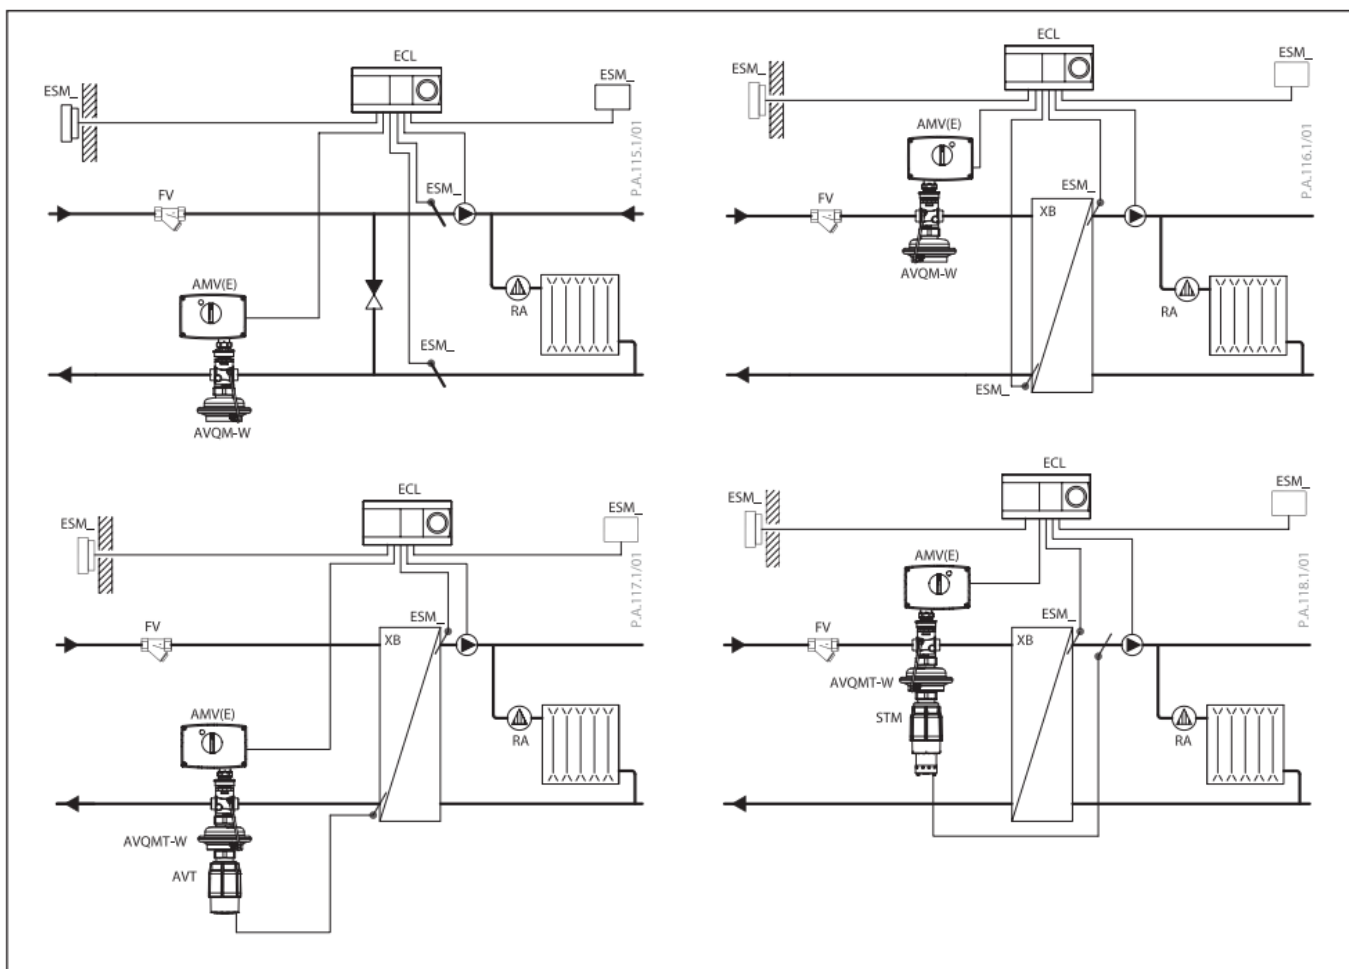 ECL
ESM_
ESM_
P.A.115.1/01
AMV(E)
FV
ESM_
RA
ESM_
AVQM-W
ECL
ESM_
ESM_
P.A.116.1/01
AMV(E)
FV
AVQM-W
XB
ESM_
RA
ESM_
ECL
ESM_
ESM_
P.A.117.1/01
FV
XB
ESM_
AMV(E)
RA
AVQMT-W
AVT
ECL
ESM_
ESM_
P.A.118.1/01
AMV(E)
FV
XB
ESM_
AVQMT-W
STM
RA